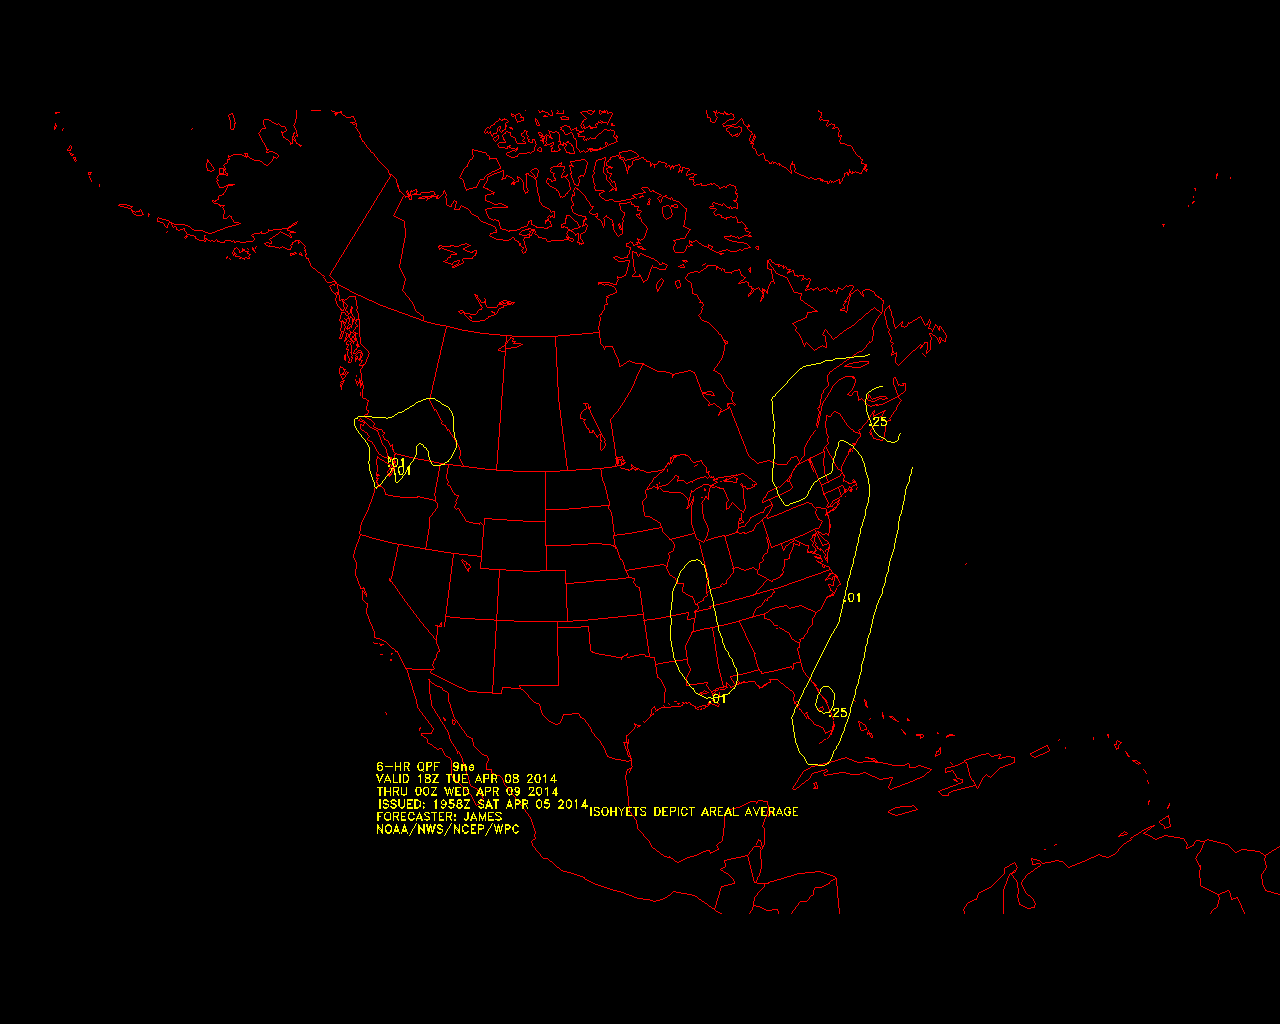 .25
.01
.01
.01
.01
.25
6-HR QPF 9ne
VALID 18Z TUE APR 08 2014
THRU 00Z WED APR 09 2014
ISSUED: 1958Z SAT APR 05 2014
ISOHYETS DEPICT AREAL AVERAGE
FORECASTER: JAMES
NOAA/NWS/NCEP/WPC